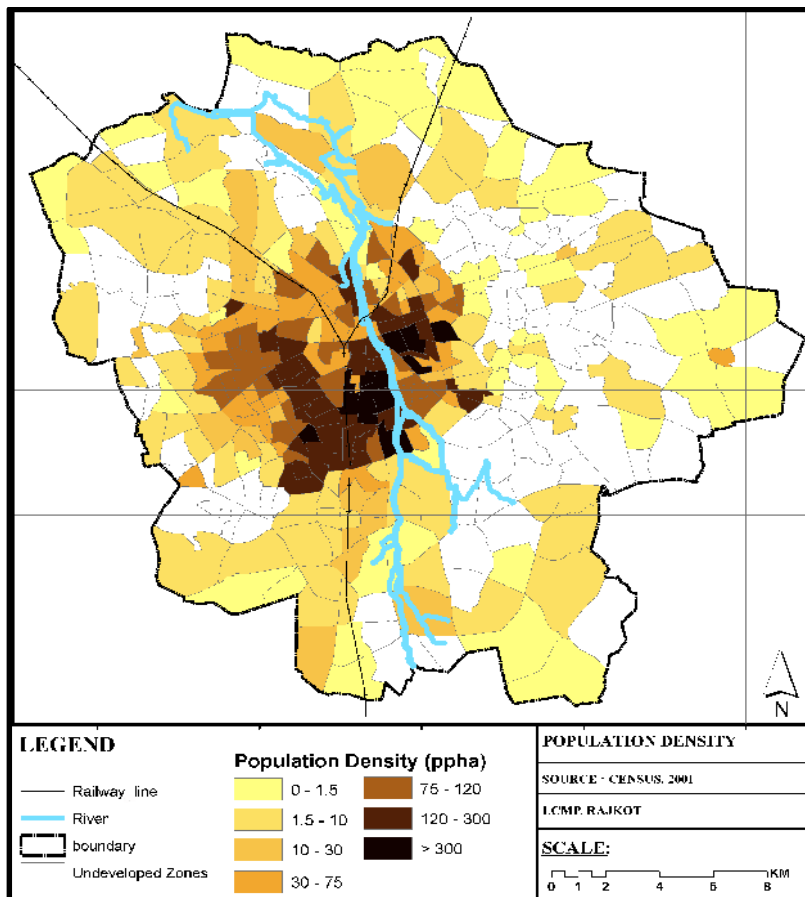 N
LEGEND
Railway line
River
boundary
Undeveloped Zones
Population Density (ppha)
0 - 1.5
1.5 - 10
10 - 30
30 - 75
75 - 120
120 - 300
> 300
POPULATION DENSITY
SOURCE - CENSUS, 2001
LCMP, RAJKOT
SCALE:
0 1 2 4 6 8 KM